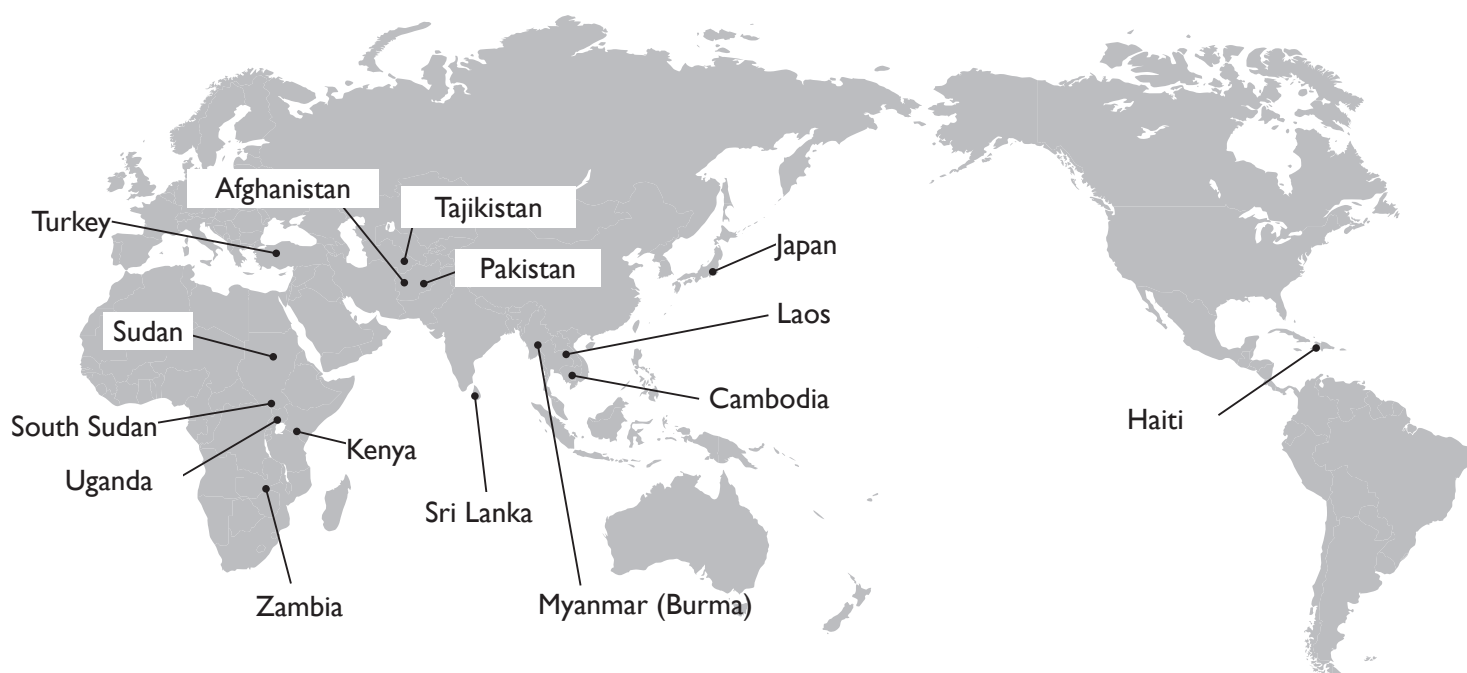 Afghanistan
Tajikistan
Turkey
Japan
Pakistan
Laos
Sudan
Cambodia
Haiti
South Sudan
Kenya
Uganda
Sri Lanka
Zambia
Myanmar (Burma)